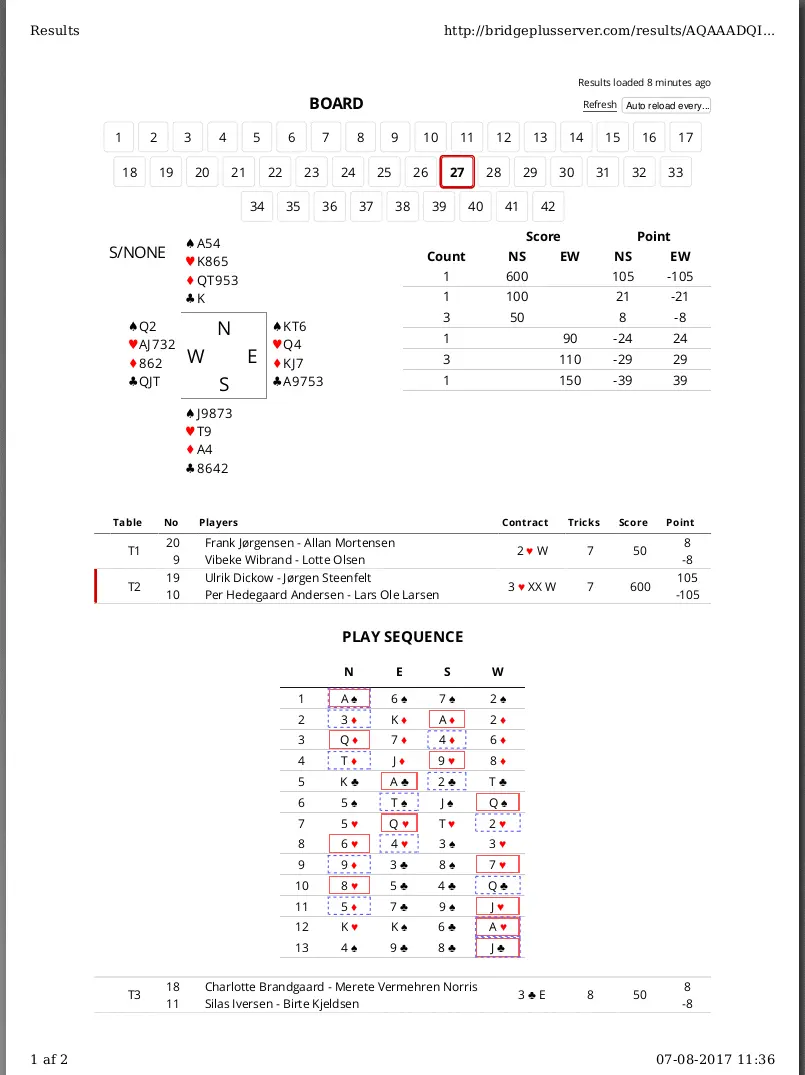 Results http://bridgeplusserver.com/results/AQAAADQI...
Results loaded 8 minutes ago
BOARD Refresh Auto reload every...
1 2 3 4 5 6 7 8 9 10 11 12 13 14 15 16 17
18 19 20 21 22 23 24 25 26 27 28 29 30 31 32 33
34 35 36 37 38 39 40 41 42
S/NONE
♠A54
♥K865
♦QT953
♣K
♠Q2
♥AJ732
♦862
♣QJT
N
W E
S
♠KT6
♥Q4
♦KJ7
♣A9753
♠J9873
♥T9
♦A4
♣8642
Score Point
Count NS EW NS EW
1 600 105 -105
1 100 21 -21
3 50 8 -8
1 90 -24 24
3 110 -29 29
1 150 -39 39
Table No Players Contract Tricks Score Point
T1 20 Frank Jørgensen - Allan Mortensen 2♥ W 7 50 8
9 Vibeke Wibrand - Lotte Olsen -8
T2 19 Ulrik Dickow - Jørgen Steenfelt 3♥XX W 7 600 105
10 Per Hedegaard Andersen - Lars Ole Larsen -105
PLAY SEQUENCE
N E S W
1 A♠ 6♠ 7♠ 2♠
2 3♦ K♦ A♦ 2♦
3 Q♦ 7♦ 4♦ 6♦
4 T♦ J♦ 9♥ 8♦
5 K♣ A♣ 2♣ T♣
6 5♠ T♠ J♠ Q♠
7 5♥ Q♥ T♥ 2♥
8 6♥ 4♥ 3♠ 3♥
9 9♦ 3♣ 8♠ 7♥
10 8♥ 5♣ 4♣ Q♣
11 5♦ 7♣ 9♠ J♥
12 K♥ K♠ 6♣ A♥
13 4♠ 9♣ 8♣ J♣
T3 18 Charlotte Brandgaard - Merete Vermehren Norris 3♣ E 8 50 8
11 Silas Iversen - Birte Kjeldsen -8
1 af 2 07-08-2017 11:36